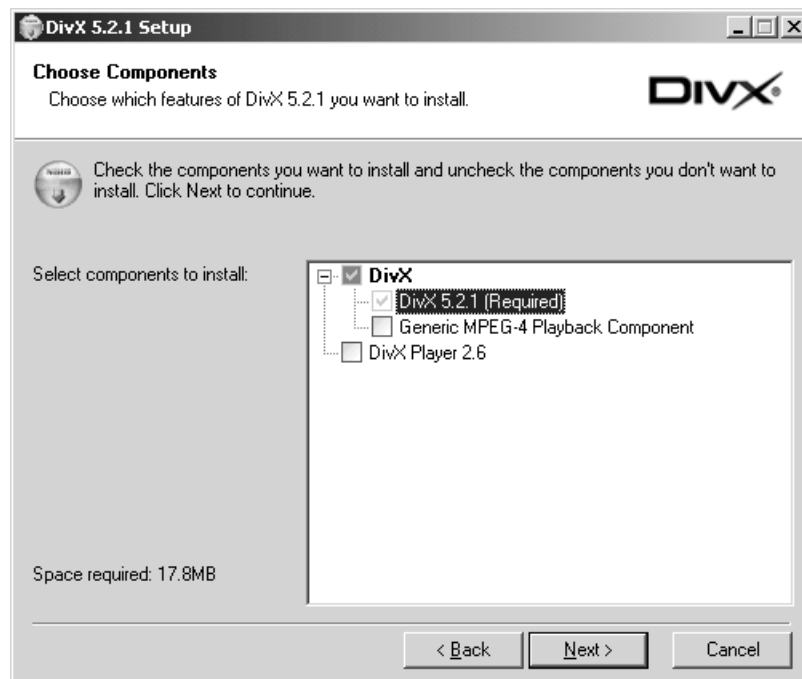 DivX 5.2.1 Setup
Choose Components
Choose which features of DivX 5.2.1 you want to install.
DIVX
Check the components you want to install and uncheck the components you don't want to
install. Click Next to continue.
Select components to install:
DivX
DivX 5.2.1 (Required)
Generic MPEG-4 Playback Component
DivX Player 2.6
Space required: 17.8MB
< Back
Next >
Cancel